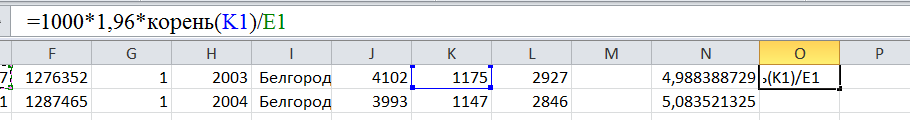 =1000*1,96*корень(K1)/E1
F G H I J K L M N O P
7 1276352 1 2003 Белгород 4102 1175 2927 4,988388729 ь(K1)/E1
1 1287465 1 2004 Белгород 3993 1147 2846 5,083521325